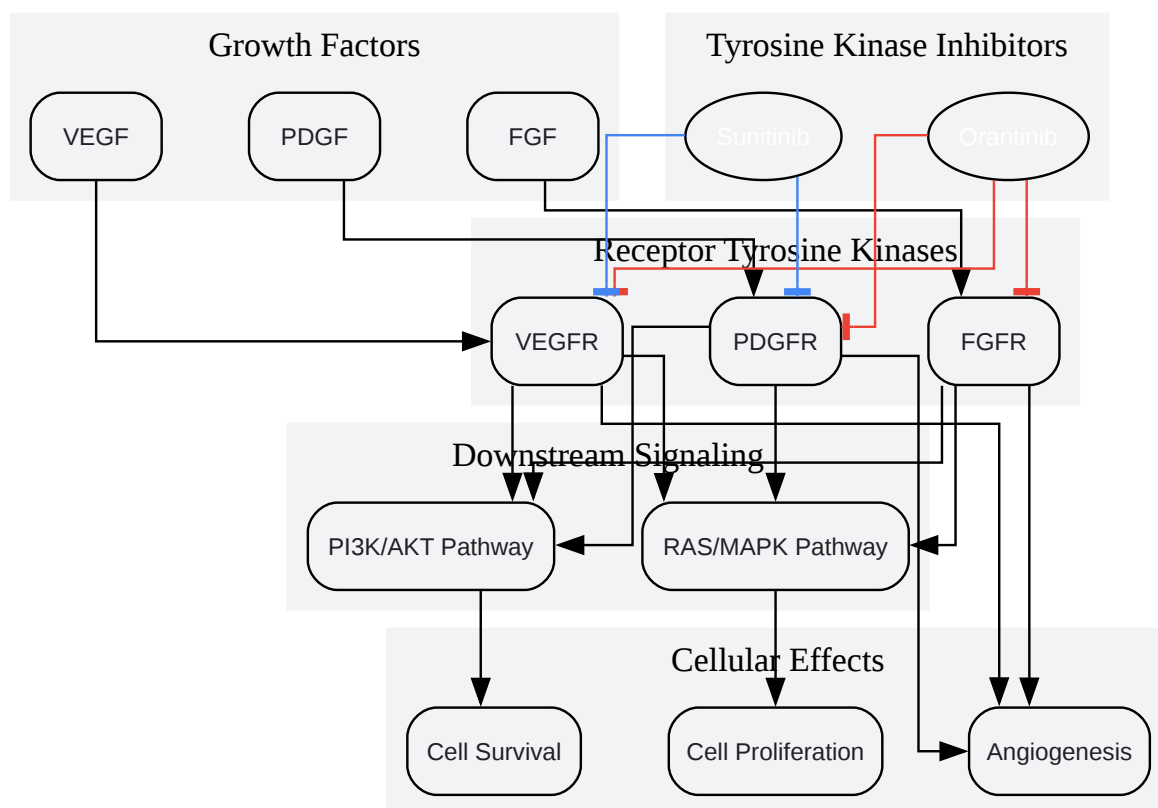 Growth Factors
Tyrosine Kinase Inhibitors
VEGF
PDGF
FGF
Sunitinib
Orantinib
Receptor Tyrosine Kinases
VEGFR
PDGFR
FGFR
Downstream Signaling
PI3K/AKT Pathway
RAS/MAPK Pathway
Cellular Effects
Cell Survival
Cell Proliferation
Angiogenesis